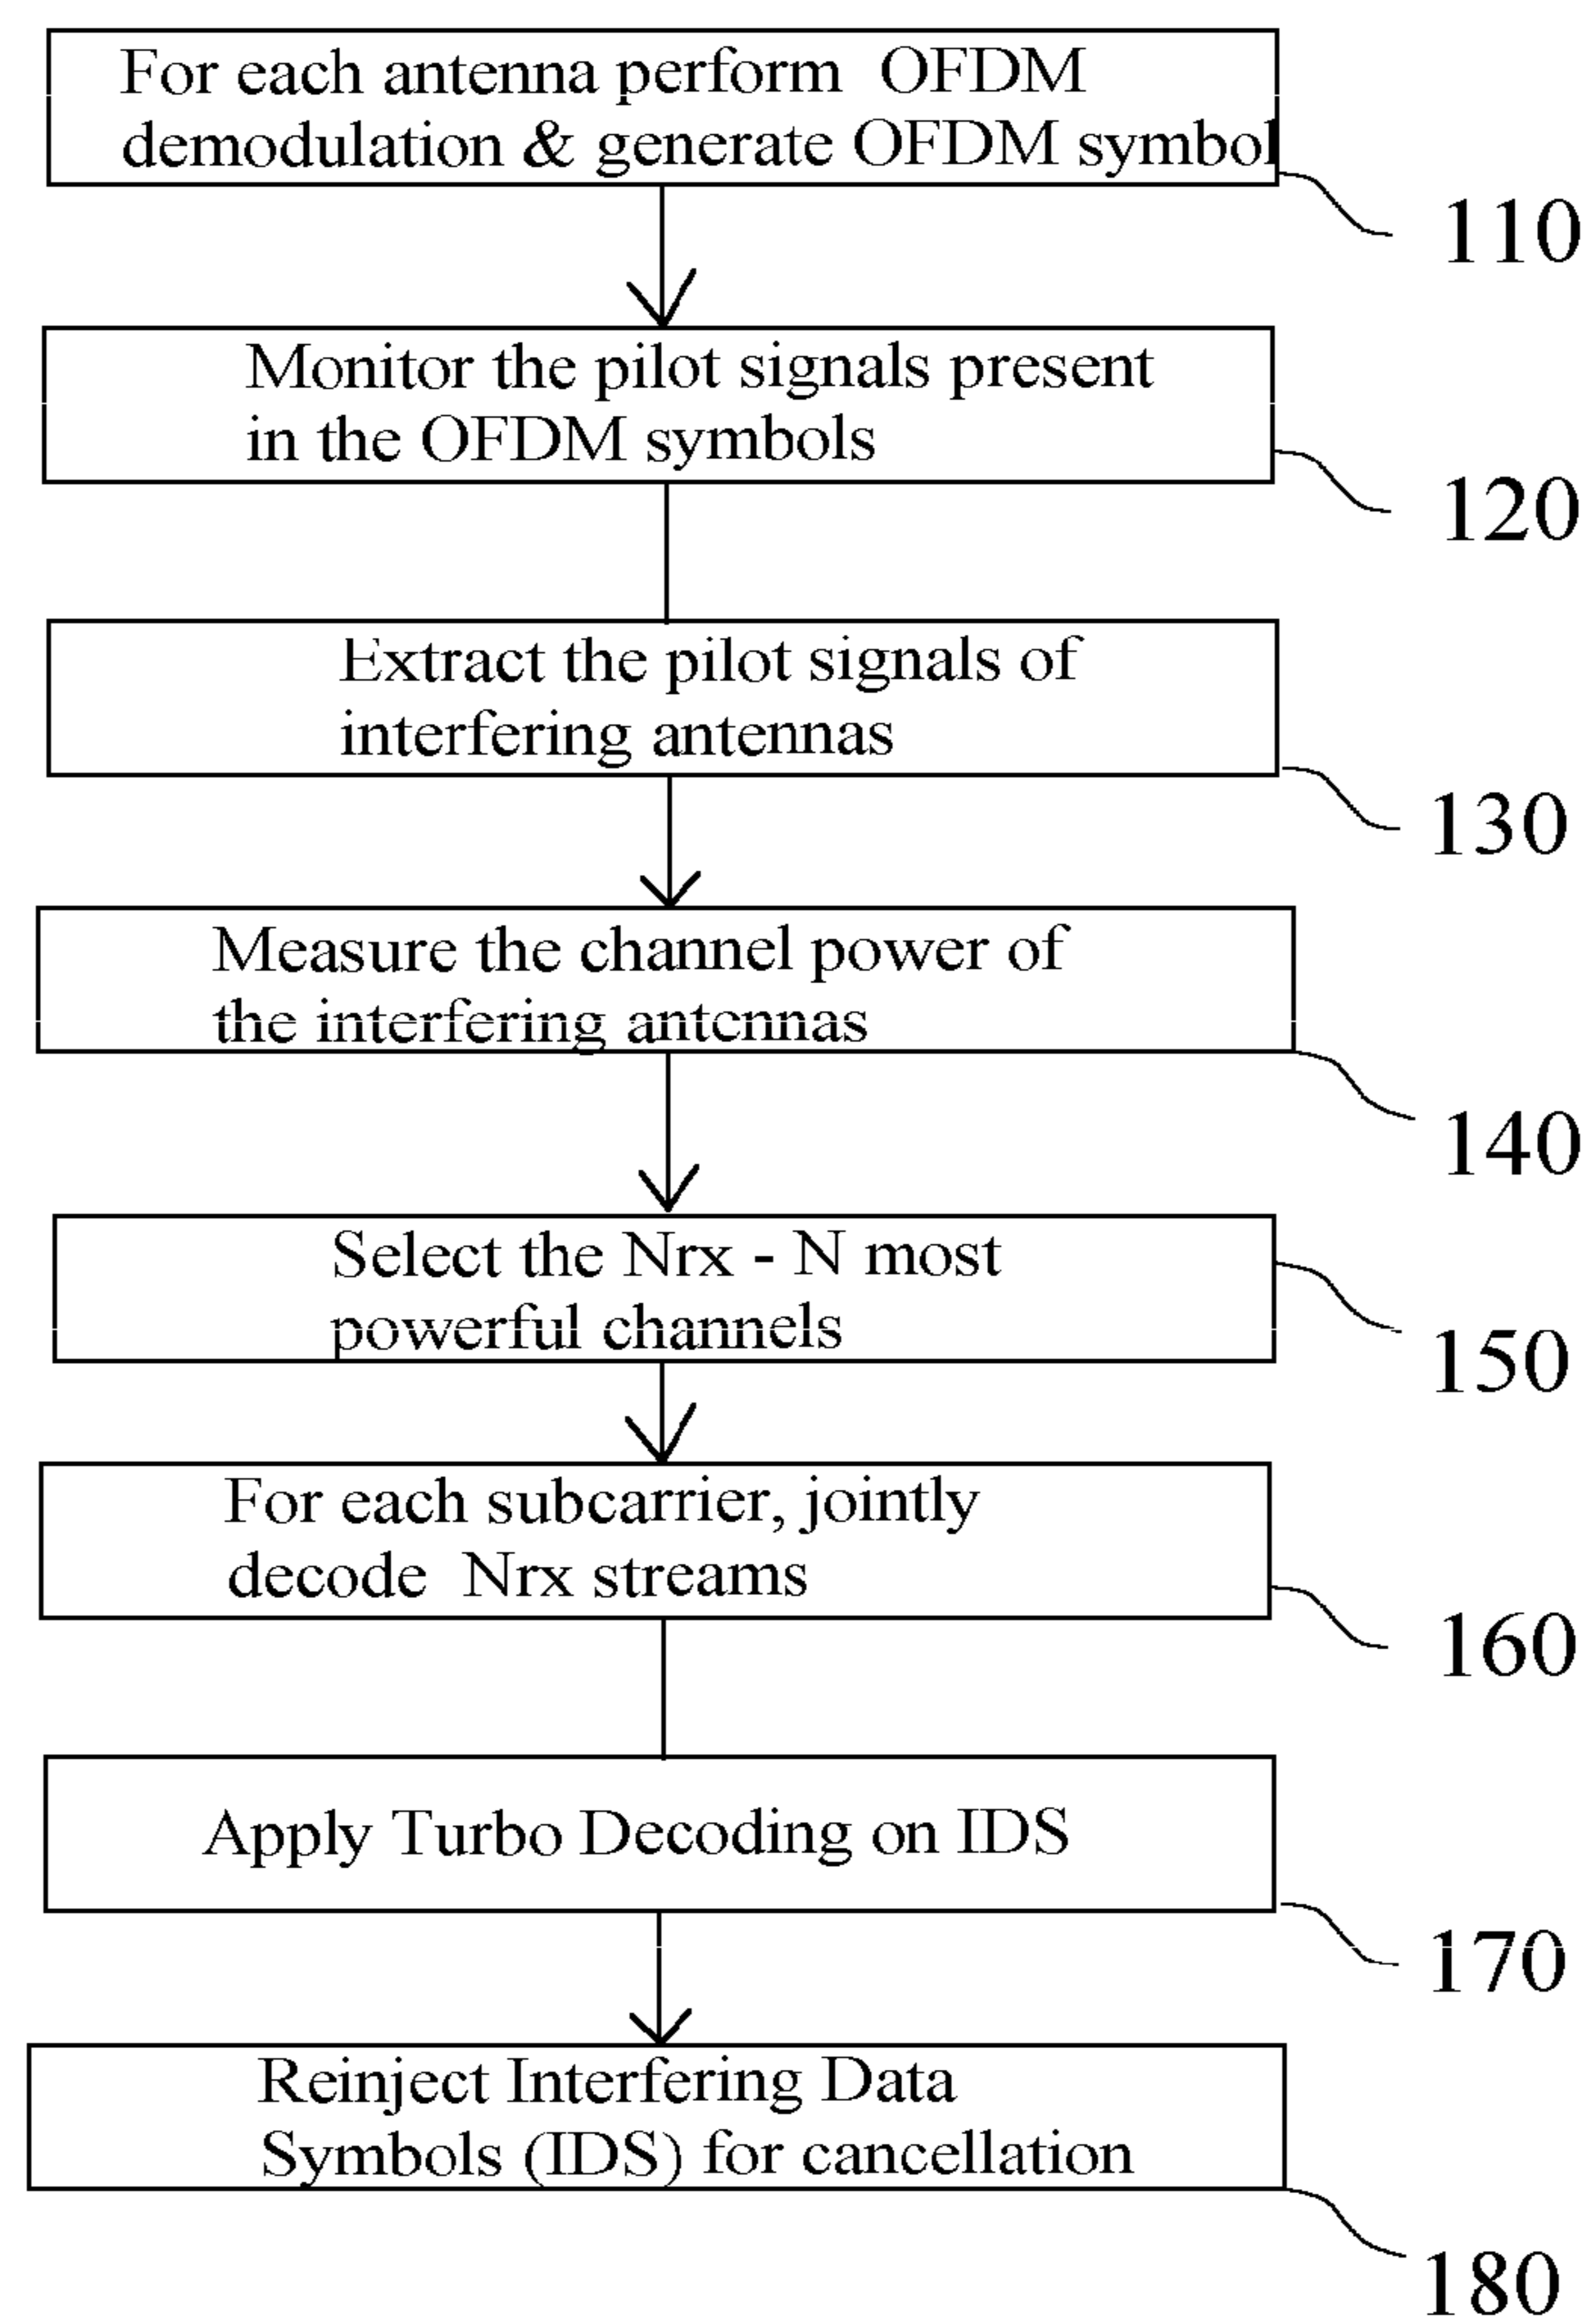 For each antenna perform OFDM
demodulation & generate OFDM symbol
110
Monitor the pilot signals present
in the OFDM symbols
120
Extract the pilot signals of
interfering antennas
130
Measure the channel power of
the interfering antennas
140
Select the Nrx - N most
powerful channels
150
For each subcarrier, jointly
decode Nrx streams
160
Apply Turbo Decoding on IDS
170
Reinject Interfering Data
Symbols (IDS) for cancellation
180